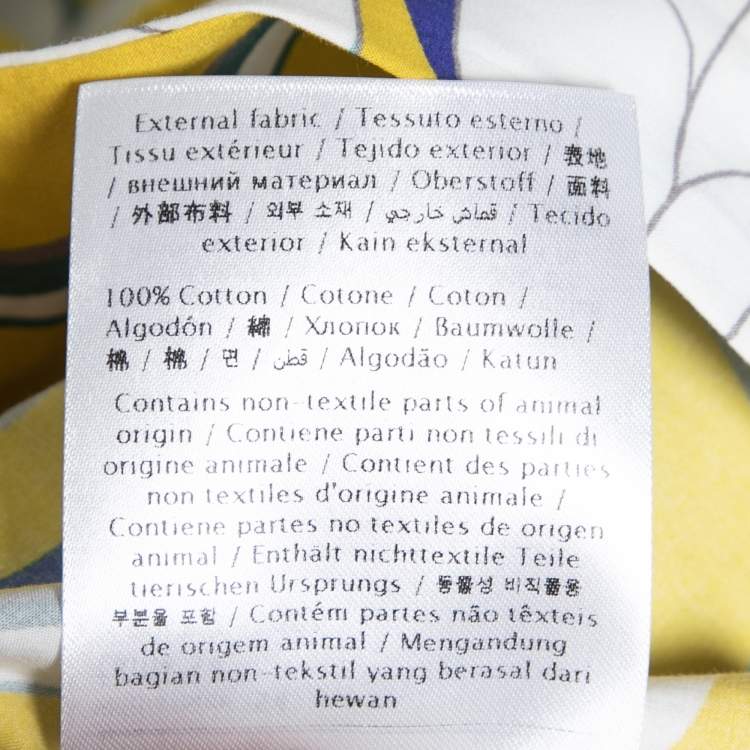 External fabric / Tessuto esterno /
Tissu extérieur / Tejido exterior / 表地
/ внешний материал / Oberstoff / 面料
/ 外部布料 / 외부 소재 / قماش خارجي / Tecido
exterior / Kain eksternal
100% Cotton / Cotone / Coton /
Algodón / 綿 / Хлопок / Baumwolle /
棉 / 棉 / 면 / قطن / Algodão / Katun
Contains non-textile parts of animal
origin / Contiene parti non tessili di
origine animale / Contient des parties
non textiles d'origine animale /
Contiene partes no textiles de origen
animal / Enthält nichttextile Teile
tierischen Ursprungs / 동물성 비직물용
부분을 포함 / Contém partes não têxteis
de origem animal / Mengandung
bagian non-tekstil yang berasal dari
hewan